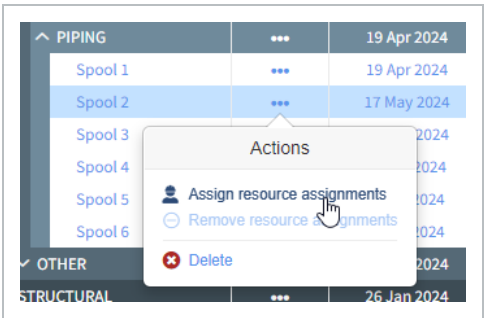 PIPING ••• 19 Apr 2024
Spool 1 ••• 19 Apr 2024
Spool 2 ••• 17 May 2024
Spool 3 2024
Actions
Spool 4 2024
Spool 5 2024
Assign resource assignments
Remove resource assignments
Spool 6 2024
OTHER 2024
Delete
STRUCTURAL ••• 26 Jan 2024